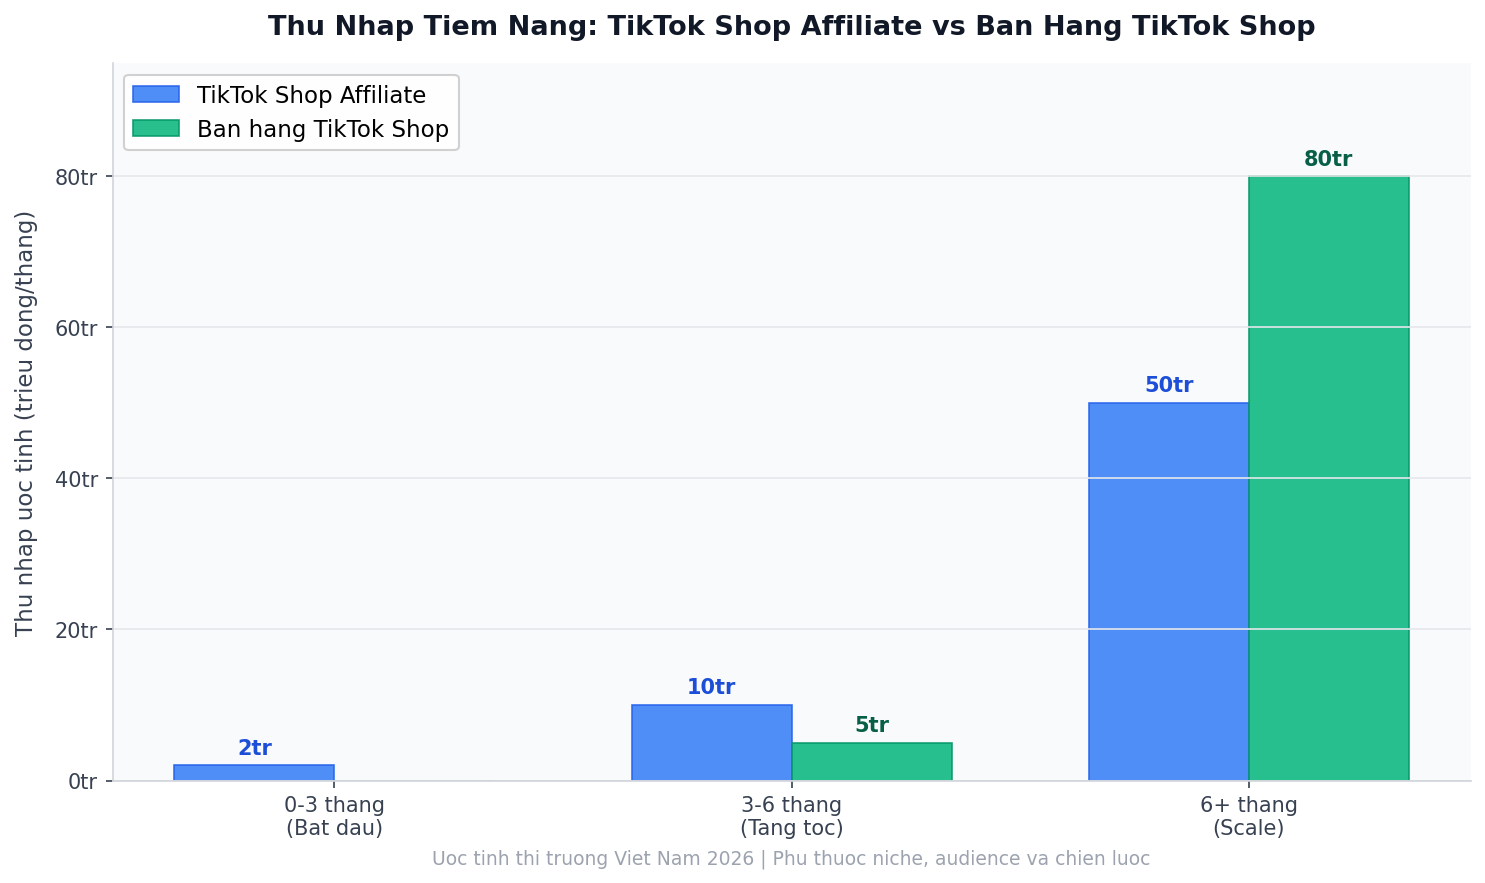 Thu Nhap Tiem Nang: TikTok Shop Affiliate vs Ban Hang TikTok Shop
TikTok Shop Affiliate
Ban hang TikTok Shop
Thu nhap uoc tinh (trieu dong/thang)
80tr
60tr
40tr
20tr
0tr
2tr
10tr
5tr
50tr
80tr
0-3 thang
(Bat dau)
3-6 thang
(Tang toc)
6+ thang
(Scale)
Uoc tinh thi truong Viet Nam 2026 | Phu thuoc niche, audience va chien luoc